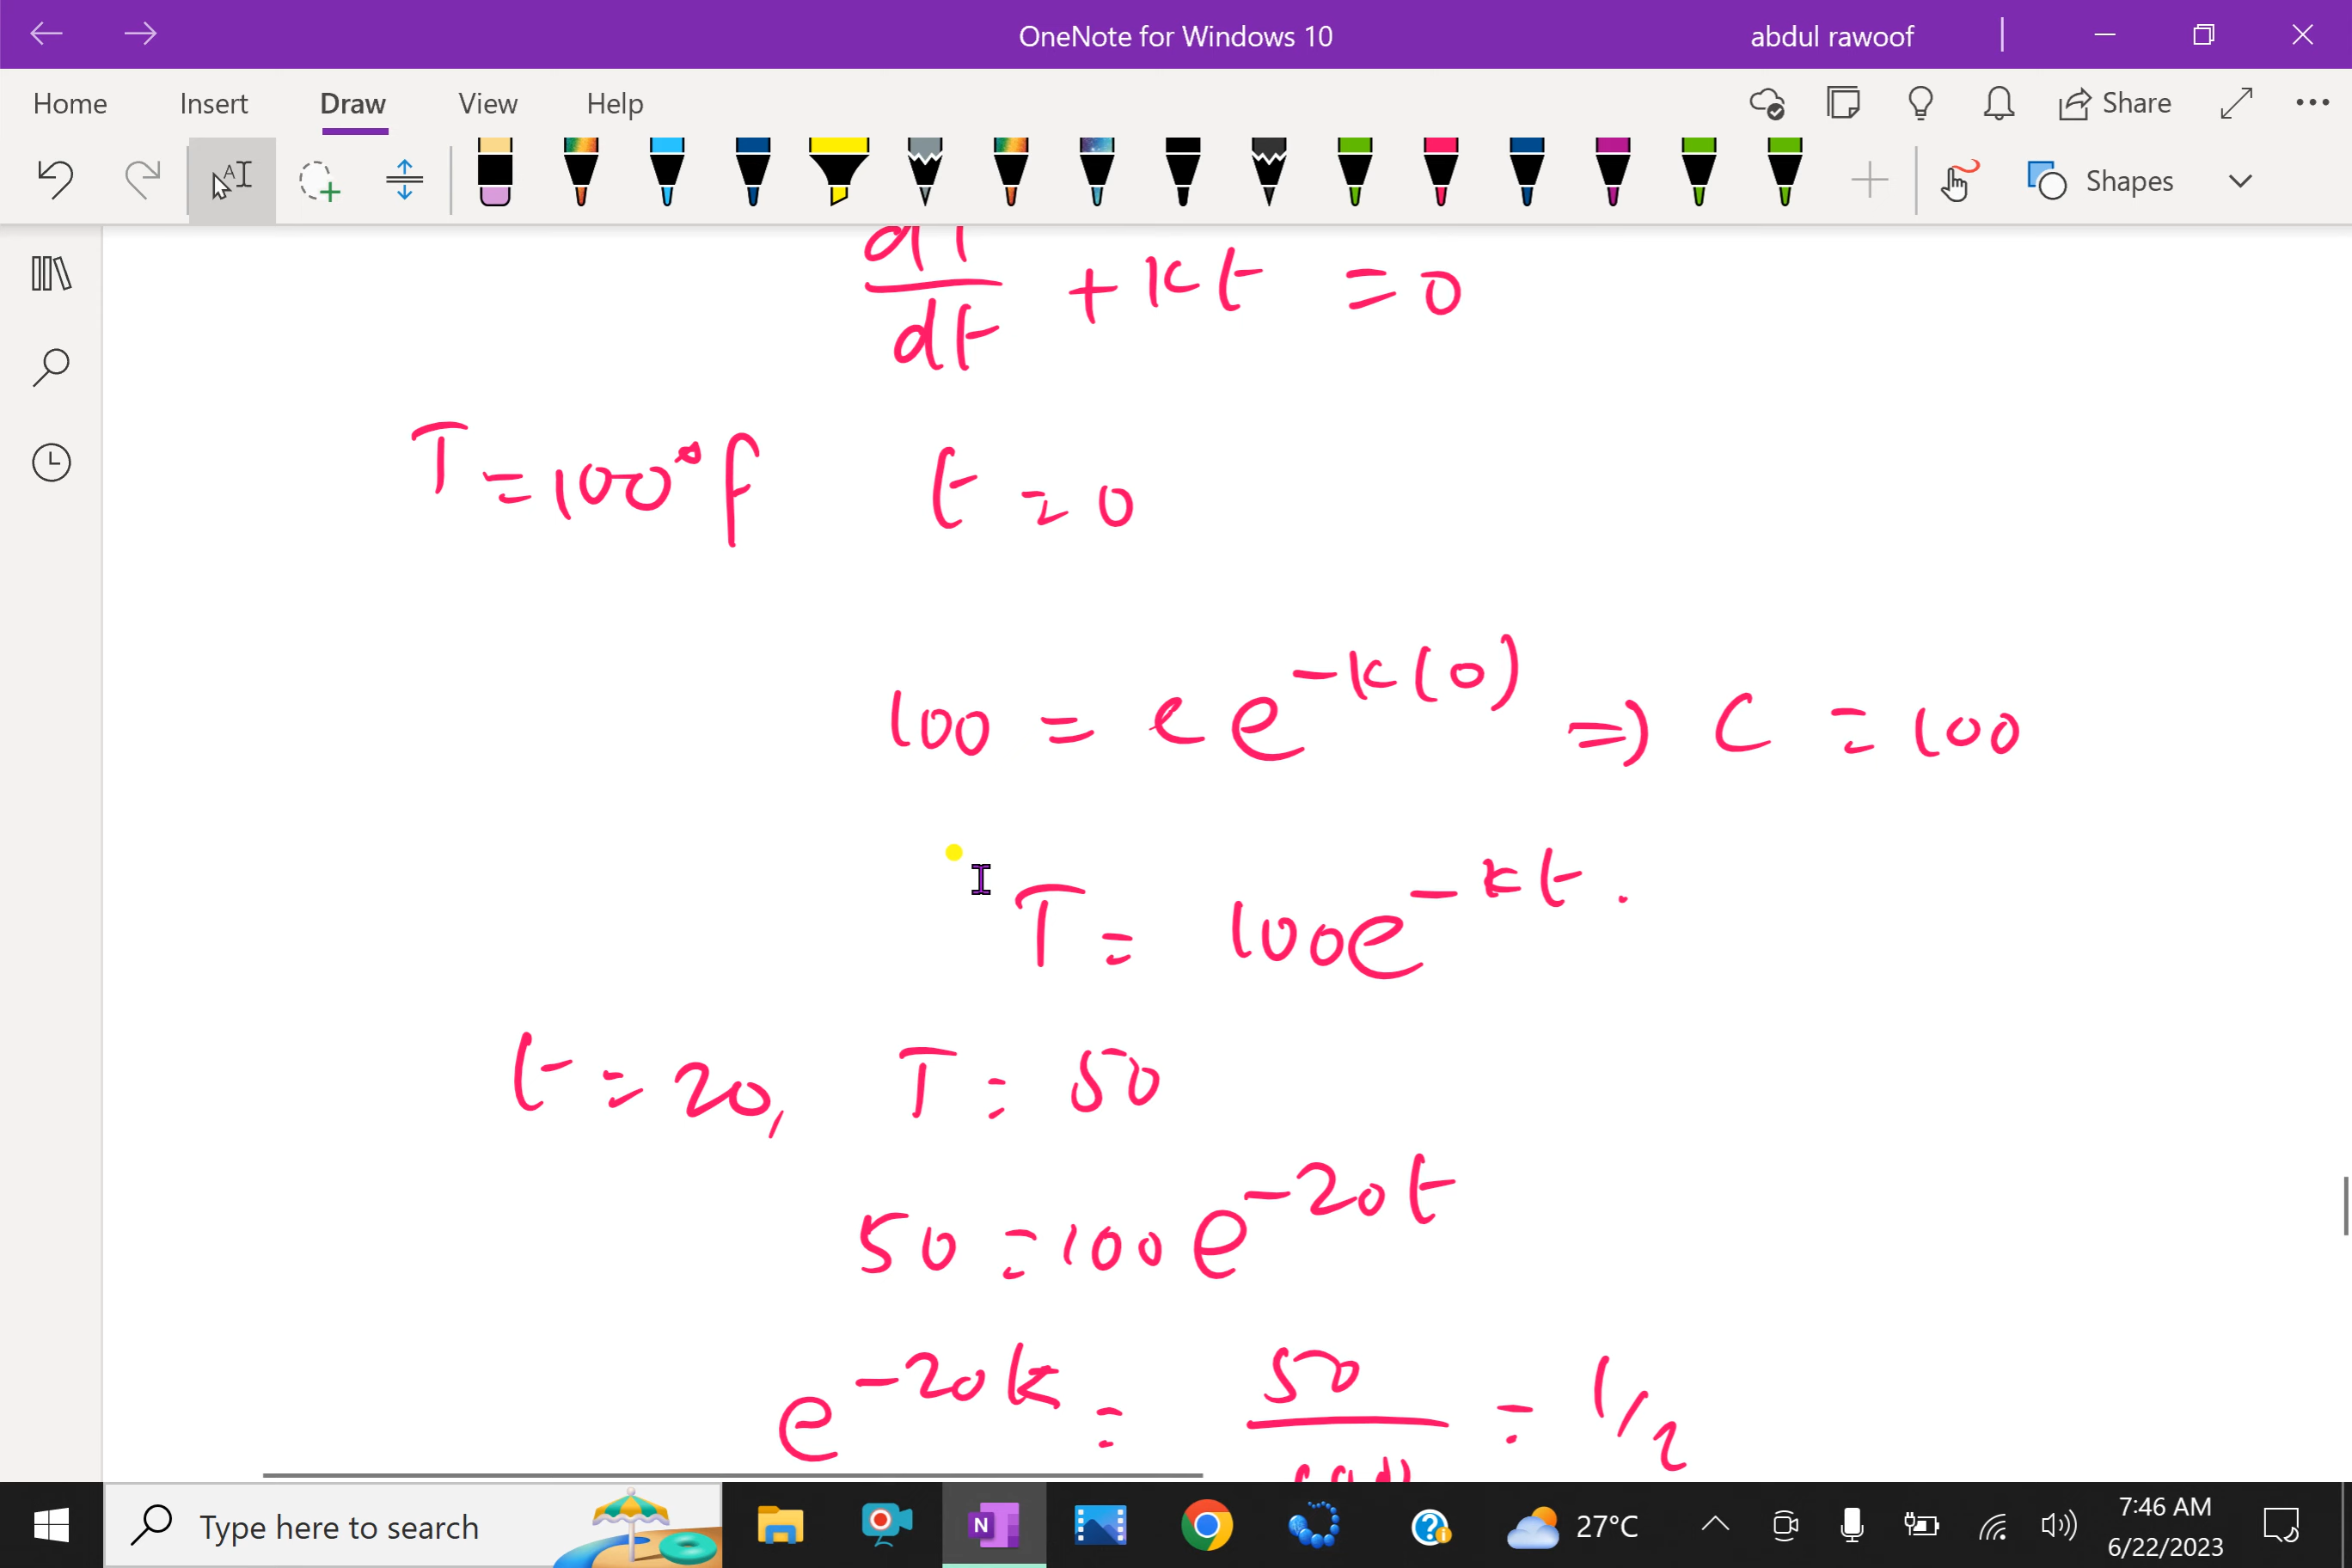 OneNote for Windows 10
abdul rawoof
Home Insert Draw View Help
Share
Shapes
dT/dt + kt = 0
T = 100°f t = 0
100 = c e^{-k(0)} => C = 100
T = 100e^{-kt}.
t = 20, T = 50
50 = 100 e^{-20t}
e^{-20k} = 50/100 = 1/2
Type here to search
27°C
7:46 AM
6/22/2023